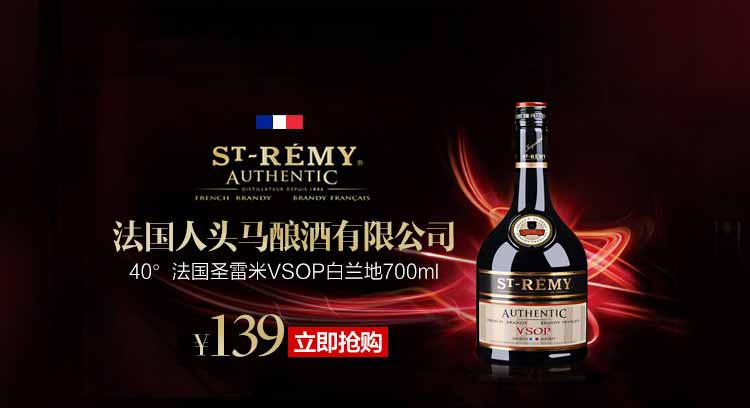 ST-RÉMY®
AUTHENTIC
DISTILLATEUR DEPUIS 1886
FRENCH BRANDY BRANDY FRANÇAIS
法国人头马酿酒有限公司
40°法国圣雷米VSOP白兰地700ml
¥139 立即抢购
ST-RÉMY
AUTHENTIC
FRENCH BRANDY BRANDY FRANÇAIS
VSOP